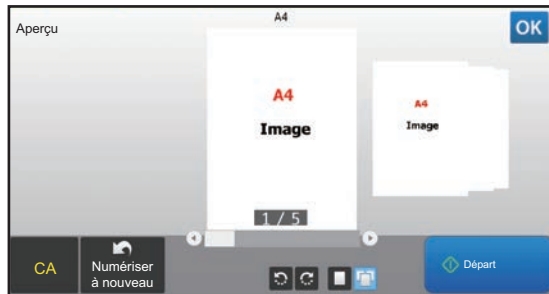 A4
Aperçu
OK
A4
Image
A4
Image
1 / 5
CA
Numériser
à nouveau
Départ